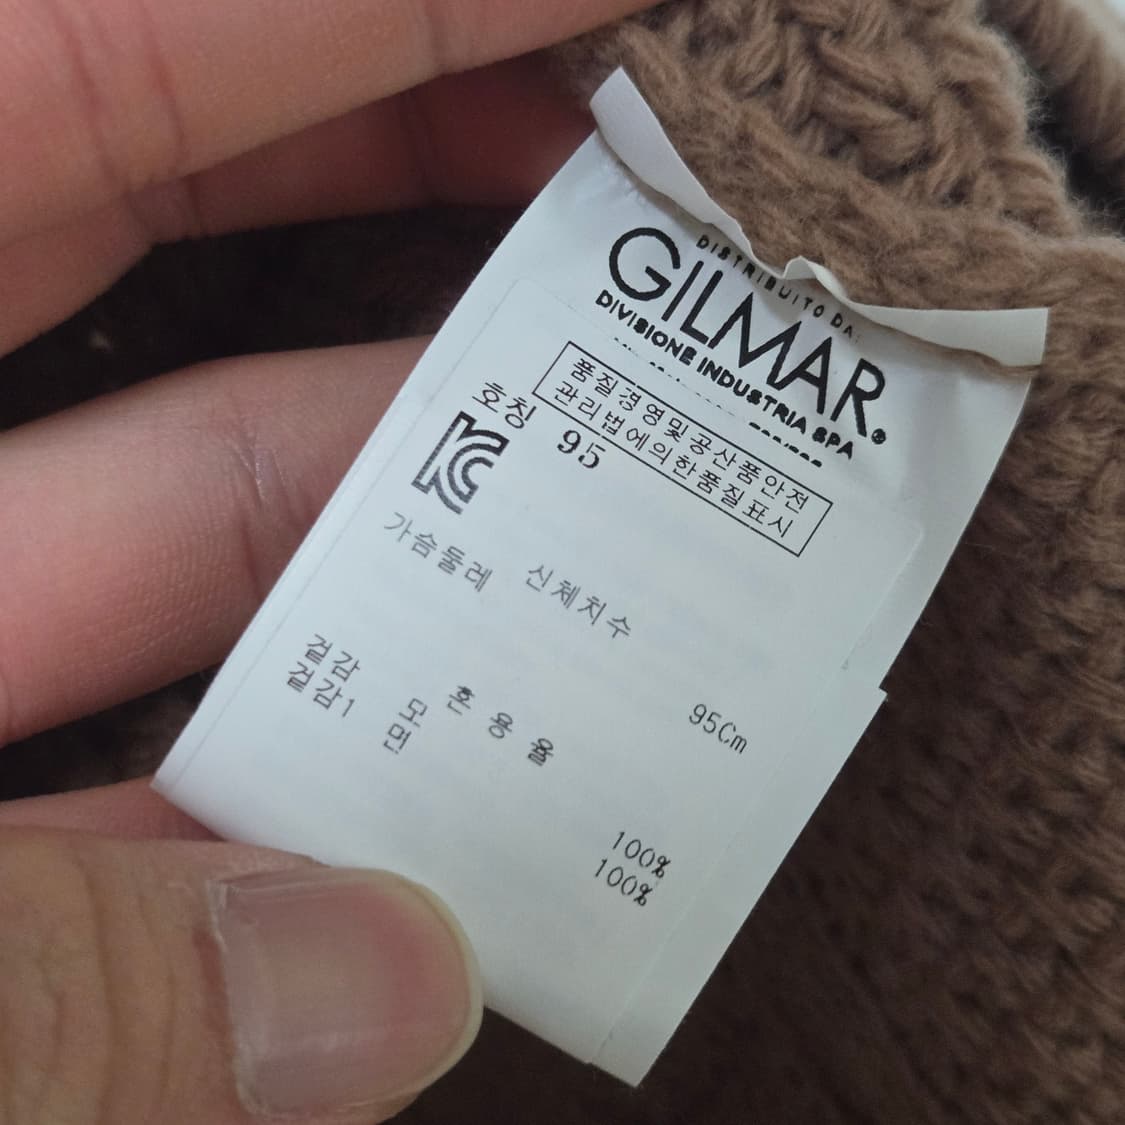 DISTRIBUITO DA:
GILMAR®
DIVISIONE INDUSTRIA SPA
품질경영및공산품안전
관리법에의한품질표시
호칭 95
가슴둘레 신체치수 95Cm
혼 용 율
겉감 모 100%
겉감1 면 100%